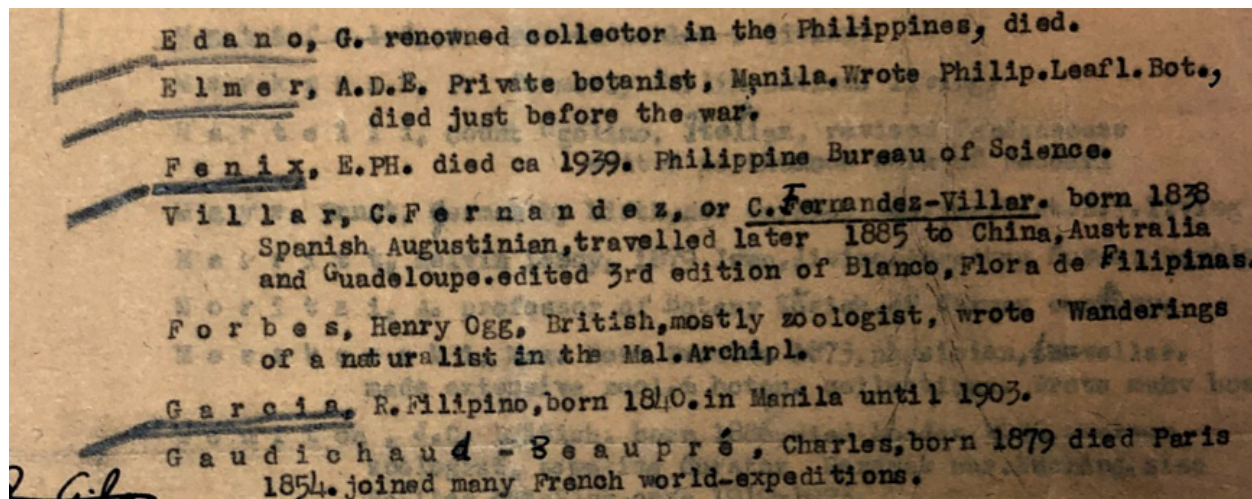 E d a n o, G. renowned collector in the Philippines, died.
E l m e r, A.D.E. Private botanist, Manila.Wrote Philip.Leafl.Bot.,
died just before the war.
F e n i x, E.PH. died ca 1939. Philippine Bureau of Science.
V i l l a r, C.F e r n a n d e z, or C.Fernandez-Villar. born 1838
Spanish Augustinian,travelled later 1885 to China,Australia
and Guadeloupe.edited 3rd edition of Blanco,Flora de Filipinas.
F o r b e s, Henry Ogg, British,mostly zoologist, wrote Wanderings
of a naturalist in the Mal.Archipl.
G a r c i a, R.Filipino,born 1840.in Manila until 1903.
G a u d i c h a u d - B e a u p r é, Charles,born 1879 died Paris
1854.joined many French world-expeditions.